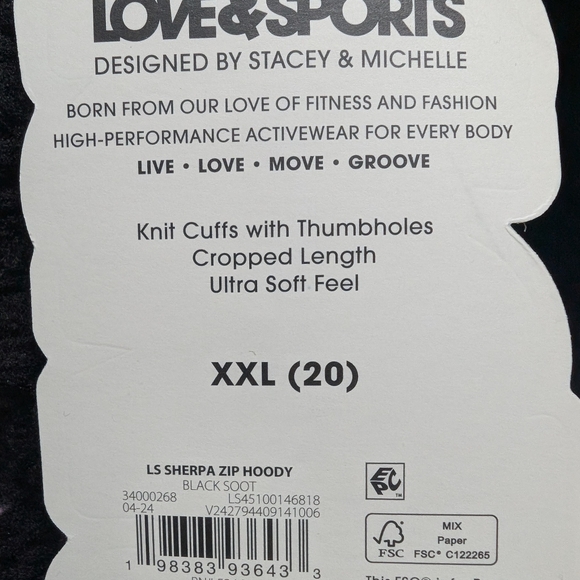 LOVE&SPORTS
DESIGNED BY STACEY & MICHELLE
BORN FROM OUR LOVE OF FITNESS AND FASHION
HIGH-PERFORMANCE ACTIVEWEAR FOR EVERY BODY
LIVE • LOVE • MOVE • GROOVE
Knit Cuffs with Thumbholes
Cropped Length
Ultra Soft Feel
XXL (20)
LS SHERPA ZIP HOODY
BLACK SOOT
34000268 LS45100146818
04-24 V242794409141006
1 98383 93643 3
EPC™
FSC
MIX
Paper
FSC® C122265